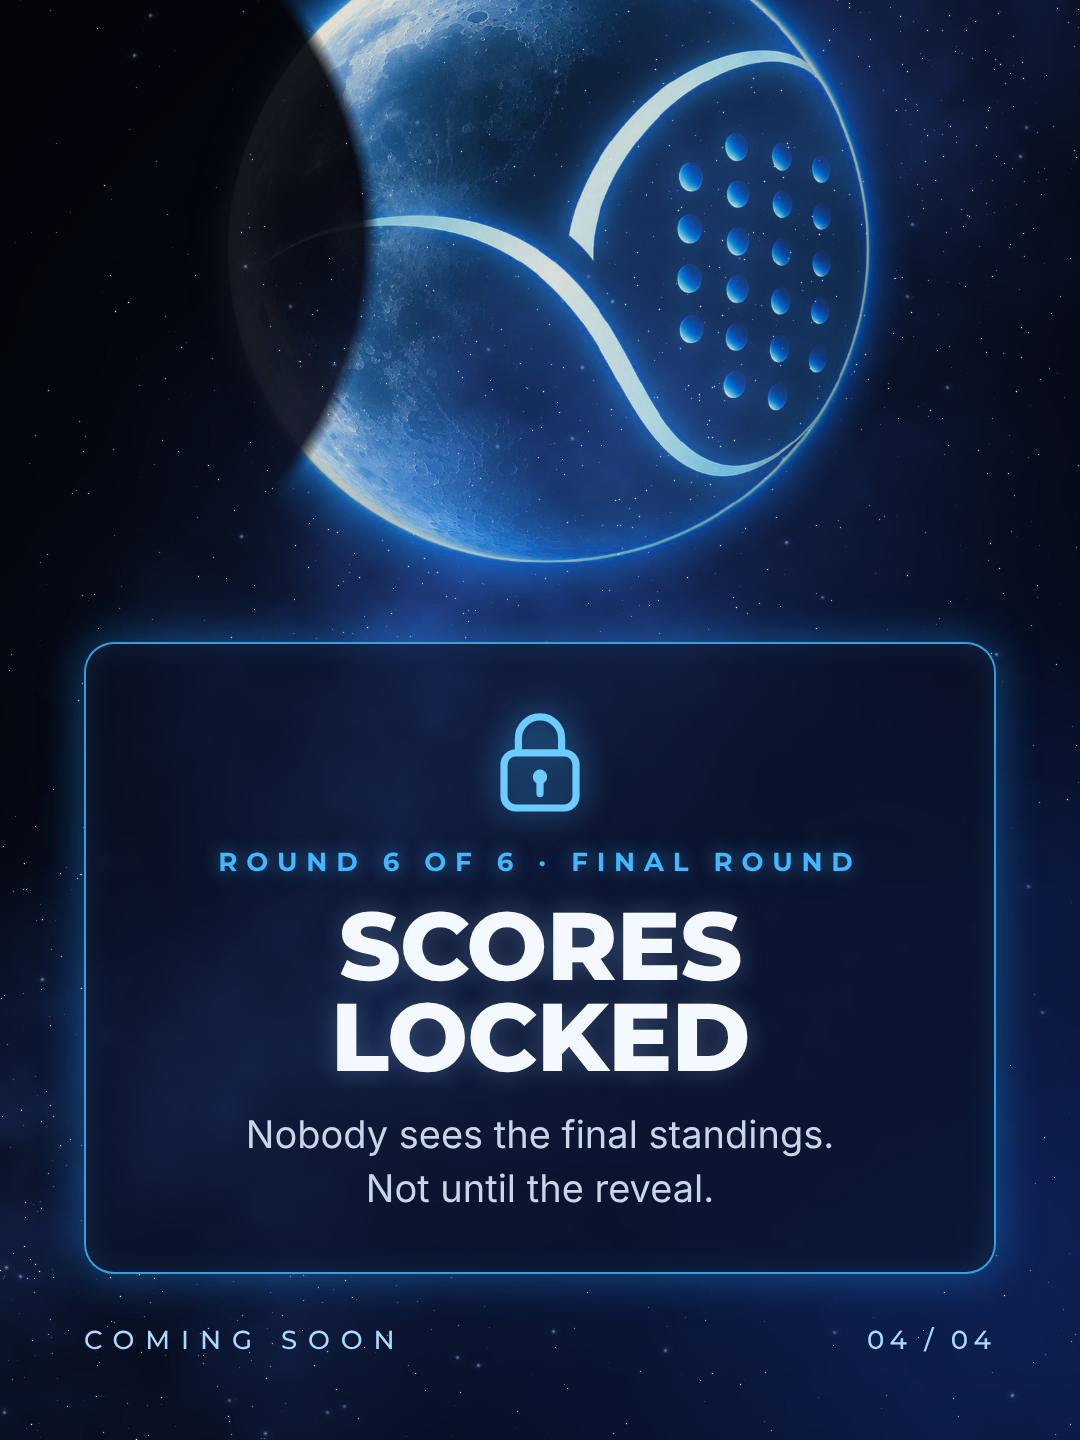 ROUND 6 OF 6 · FINAL ROUND
SCORES
LOCKED
Nobody sees the final standings.
Not until the reveal.
COMING SOON
04 / 04